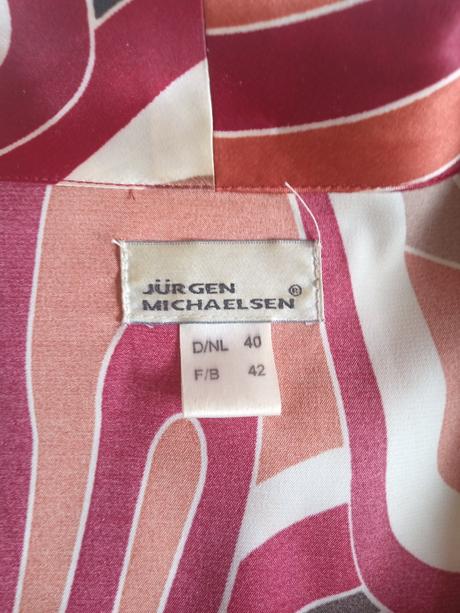 JÜRGEN
MICHAELSEN ®
D/NL 40
F/B 42